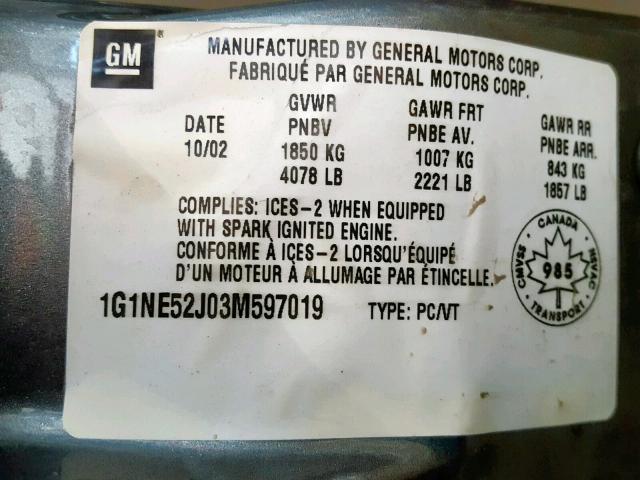 GM
MANUFACTURED BY GENERAL MOTORS CORP.
FABRIQUÉ PAR GENERAL MOTORS CORP.
DATE
10/02
GVWR
PNBV
1850 KG
4078 LB
GAWR FRT
PNBE AV.
1007 KG
2221 LB
GAWR RR
PNBE ARR.
843 KG
1857 LB
COMPLIES: ICES-2 WHEN EQUIPPED
WITH SPARK IGNITED ENGINE.
CONFORME À ICES-2 LORSQU'ÉQUIPÉ
D'UN MOTEUR À ALLUMAGE PAR ÉTINCELLE.
CANADA
CMVSS
985
NSVAC
TRANSPORT
1G1NE52J03M597019 TYPE: PC/VT